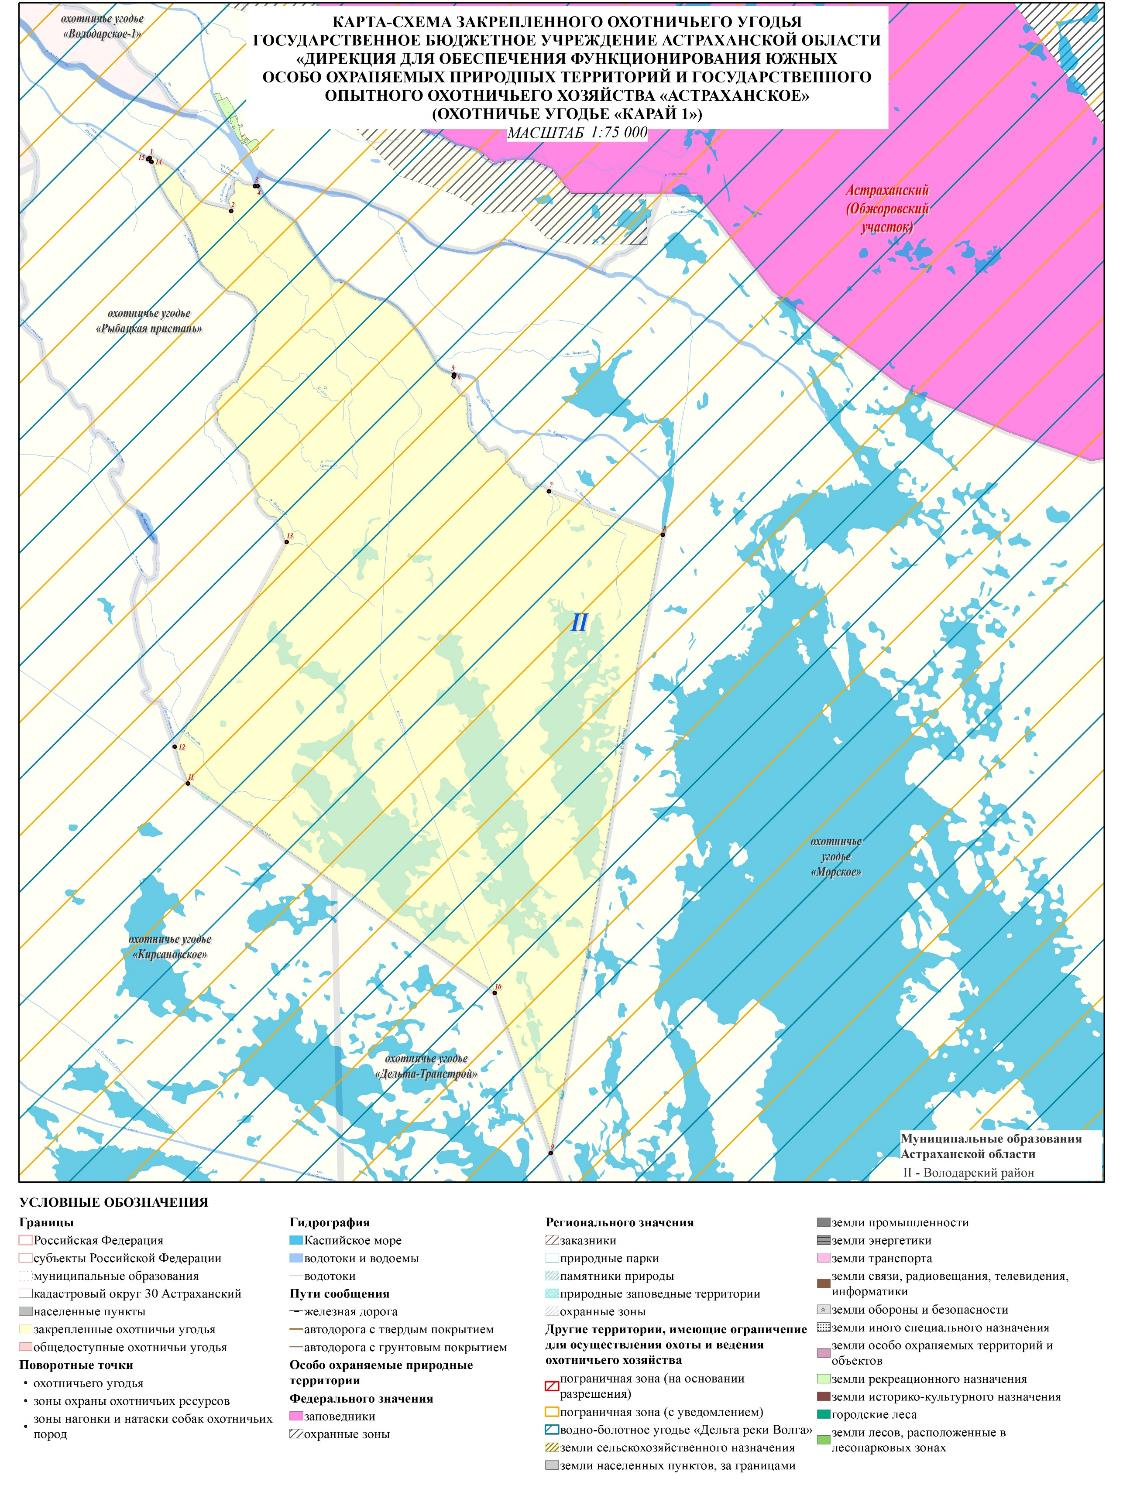 КАРТА-СХЕМА ЗАКРЕПЛЕННОГО ОХОТНИЧЬЕГО УГОДЬЯ
ГОСУДАРСТВЕННОЕ БЮДЖЕТНОЕ УЧРЕЖДЕНИЕ АСТРАХАНСКОЙ ОБЛАСТИ
«ДИРЕКЦИЯ ДЛЯ ОБЕСПЕЧЕНИЯ ФУНКЦИОНИРОВАНИЯ ЮЖНЫХ
ОСОБО ОХРАНЯЕМЫХ ПРИРОДНЫХ ТЕРРИТОРИЙ И ГОСУДАРСТВЕННОГО
ОПЫТНОГО ОХОТНИЧЬЕГО ХОЗЯЙСТВА «АСТРАХАНСКОЕ»
(ОХОТНИЧЬЕ УГОДЬЕ «КАРАЙ 1»)
МАСШТАБ 1:75 000
охотничье угодье
«Володарское-1»
Астраханский
(Обжоровский
участок)
охотничье угодье
«Рыбацкая пристань»
1
15
14
2
13
12
11
10
9
II
охотничье
угодье
«Морское»
охотничье угодье
«Кирсановское»
охотничье угодье
«Дельта-Транстрой»
Муниципальные образования
Астраханской области
II - Володарский район
УСЛОВНЫЕ ОБОЗНАЧЕНИЯ
Границы
Российская Федерация
субъекты Российской Федерации
муниципальные образования
кадастровый округ 30 Астраханский
населенные пункты
закрепленные охотничьи угодья
общедоступные охотничьи угодья
Поворотные точки
охотничьего угодья
зоны охраны охотничьих ресурсов
зоны нагонки и натаски собак охотничьих
пород
Гидрография
Каспийское море
водотоки и водоемы
водотоки
Пути сообщения
железная дорога
автодорога с твердым покрытием
автодорога с грунтовым покрытием
Особо охраняемые природные
территории
Федерального значения
заповедники
охранные зоны
Регионального значения
заказники
природные парки
памятники природы
природные заповедные территории
охранные зоны
Другие территории, имеющие ограничение
для осуществления охоты и ведения
охотничьего хозяйства
пограничная зона (на основании
разрешения)
пограничная зона (с уведомлением)
водно-болотное угодье «Дельта реки Волга»
земли сельскохозяйственного назначения
земли населенных пунктов, за границами
земли промышленности
земли энергетики
земли транспорта
земли связи, радиовещания, телевидения,
информатики
земли обороны и безопасности
земли иного специального назначения
земли особо охраняемых территорий и
объектов
земли рекреационного назначения
земли историко-культурного назначения
городские леса
земли лесов, расположенные в
лесопарковых зонах